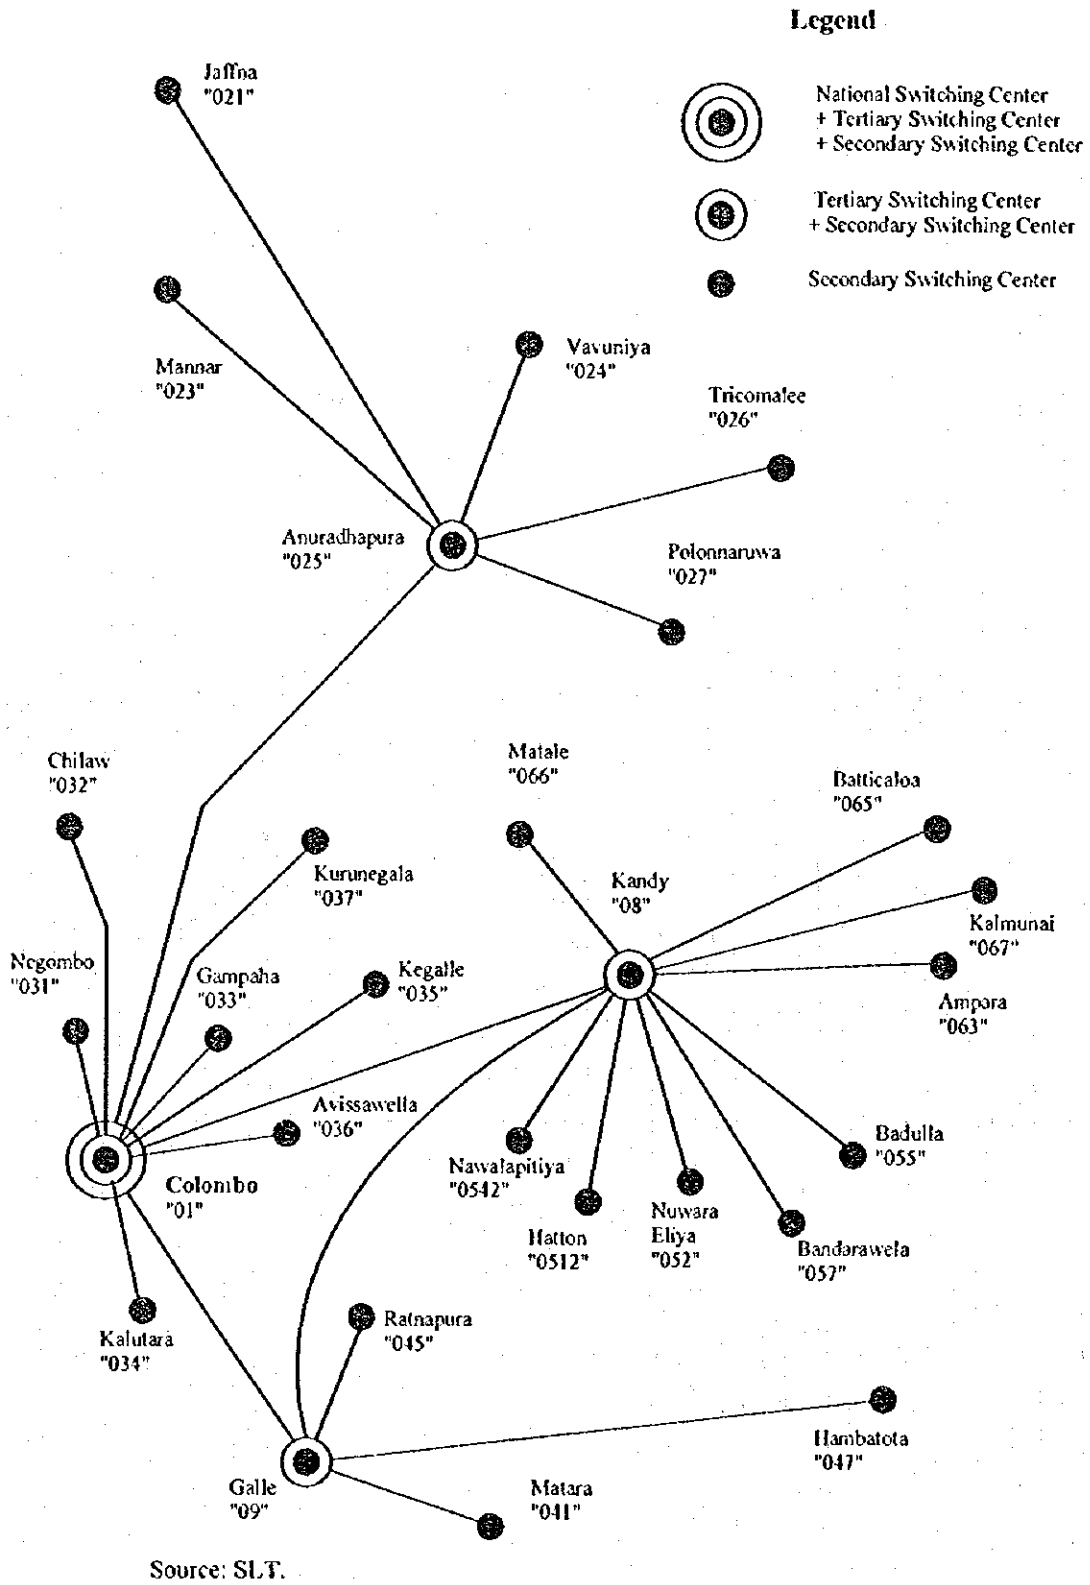 Legend
National Switching Center
+ Tertiary Switching Center
+ Secondary Switching Center
Tertiary Switching Center
+ Secondary Switching Center
Secondary Switching Center
Jaffna
"021"
Mannar
"023"
Vavuniya
"024"
Tricomalee
"026"
Anuradhapura
"025"
Polonnaruwa
"027"
Chilaw
"032"
Matale
"066"
Batticaloa
"065"
Kurunegala
"037"
Kandy
"08"
Kalmunai
"067"
Negombo
"031"
Gampaha
"033"
Kegalle
"035"
Ampara
"063"
Avissawella
"036"
Colombo
"01"
Nawalapitiya
"0542"
Hatton
"0512"
Nuwara
Eliya
"052"
Bandarawela
"057"
Badulla
"055"
Kalutara
"034"
Ratnapura
"045"
Hambatota
"047"
Galle
"09"
Matara
"041"
Source: SLT.